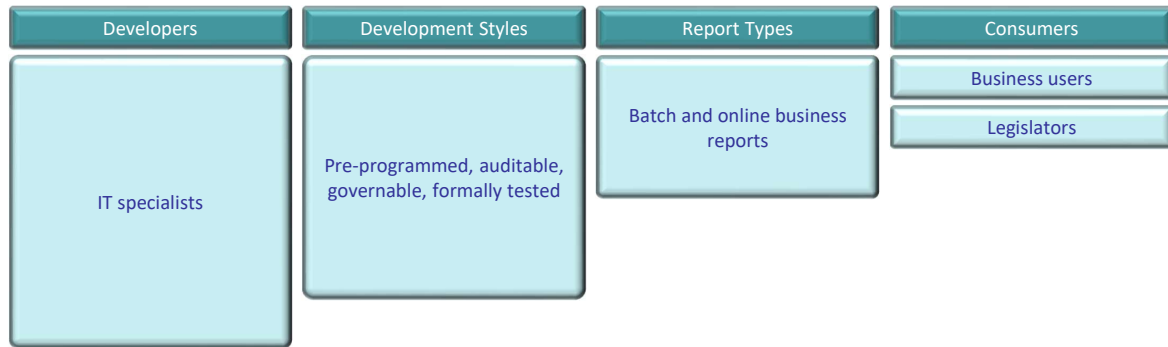 Developers
Development Styles
Report Types
Consumers
IT specialists
Pre-programmed, auditable,
governable, formally tested
Batch and online business
reports
Business users
Legislators